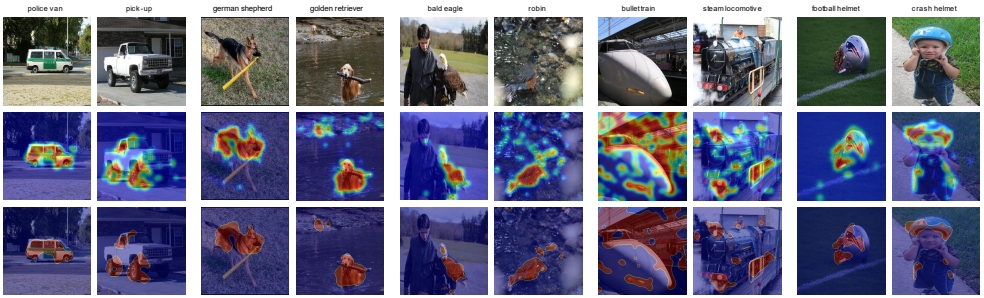 police van pick-up german shepherd golden retriever bald eagle robin bullet train steam locomotive football helmet crash helmet